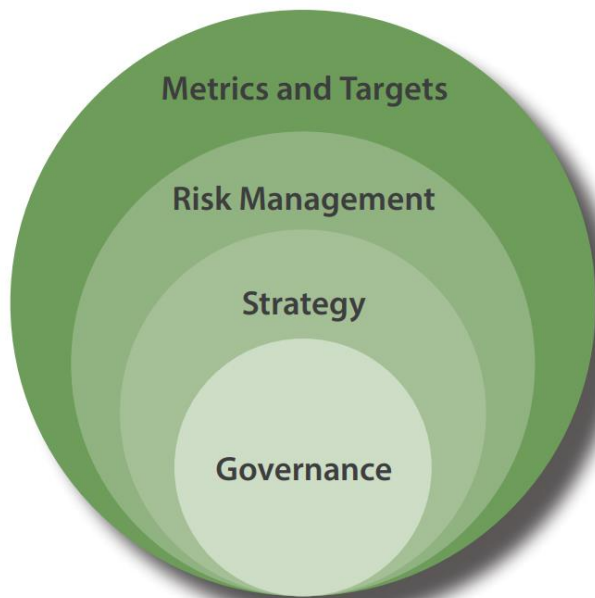 Metrics and Targets
Risk Management
Strategy
Governance